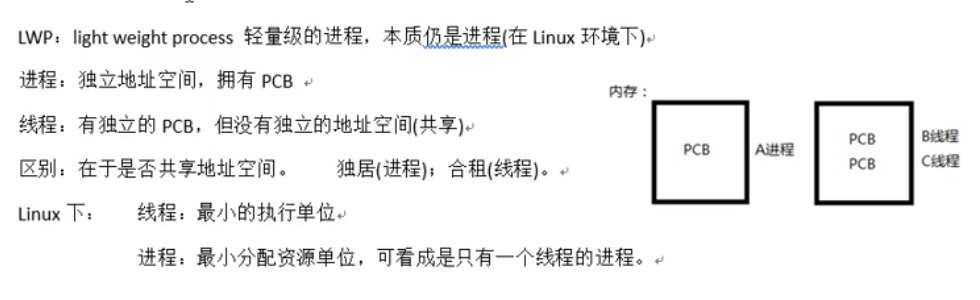 LWP：light weight process 轻量级的进程，本质仍是进程(在 Linux 环境下)
进程：独立地址空间，拥有 PCB
线程：有独立的 PCB，但没有独立的地址空间(共享)
区别：在于是否共享地址空间。 独居(进程)；合租(线程)。
Linux 下： 线程：最小的执行单位
进程：最小分配资源单位，可看成是只有一个线程的进程。
内存：
PCB
A进程
PCB
PCB
B线程
C线程